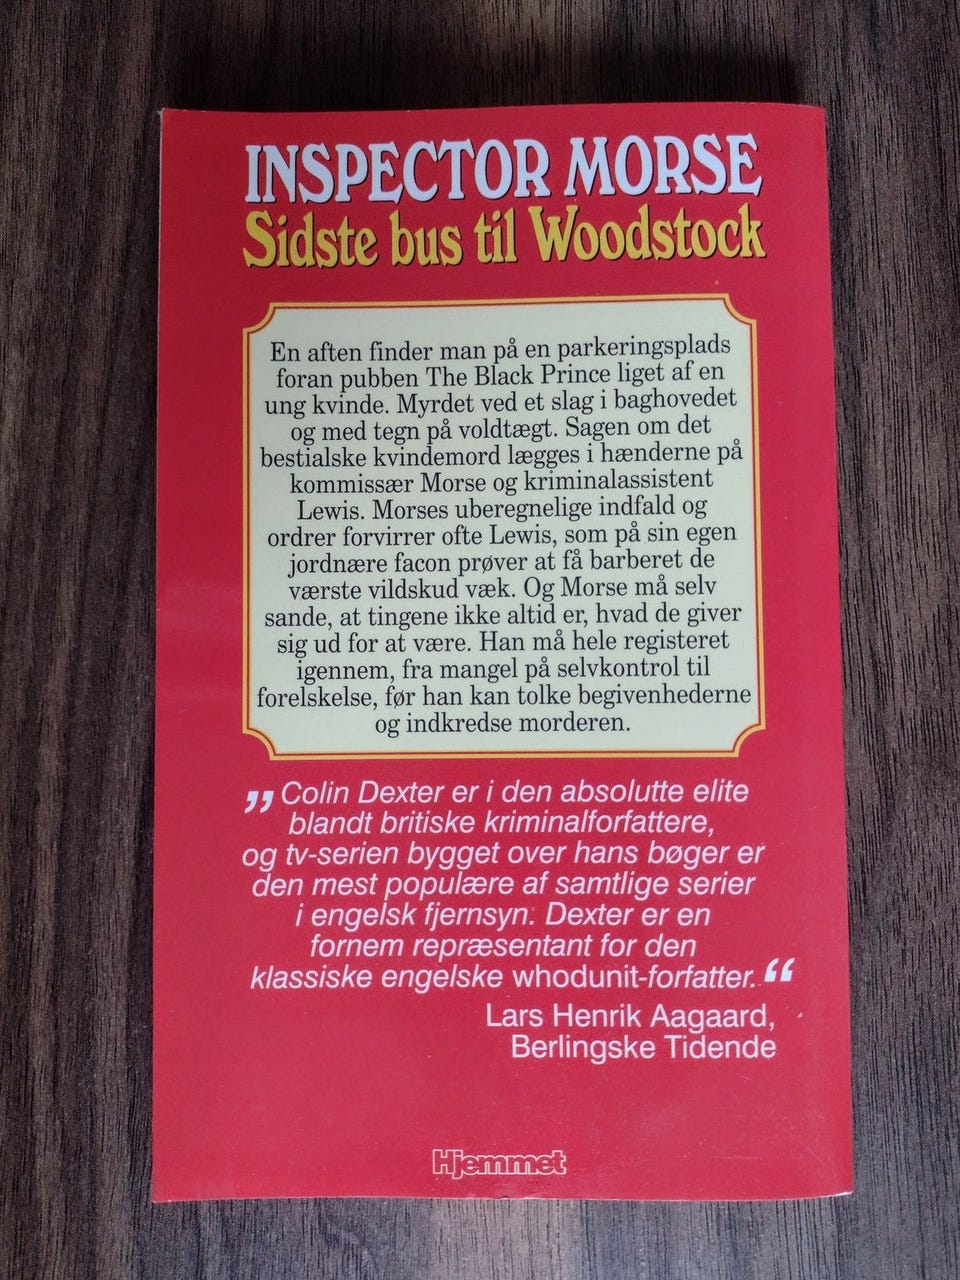 INSPECTOR MORSE
Sidste bus til Woodstock
En aften finder man på en parkeringsplads
foran pubben The Black Prince liget af en
ung kvinde. Myrdet ved et slag i baghovedet
og med tegn på voldtægt. Sagen om det
bestialske kvindemord lægges i hænderne på
kommissær Morse og kriminalassistent
Lewis. Morses uberegnelige indfald og
ordrer forvirrer ofte Lewis, som på sin egen
jordnære facon prøver at få barberet de
værste vildskud væk. Og Morse må selv
sande, at tingene ikke altid er, hvad de giver
sig ud for at være. Han må hele registeret
igennem, fra mangel på selvkontrol til
forelskelse, før han kan tolke begivenhederne
og indkredse morderen.
„Colin Dexter er i den absolutte elite
blandt britiske kriminalforfattere,
og tv-serien bygget over hans bøger er
den mest populære af samtlige serier
i engelsk fjernsyn. Dexter er en
fornem repræsentant for den
klassiske engelske whodunit-forfatter.“
Lars Henrik Aagaard,
Berlingske Tidende
Hjemmet